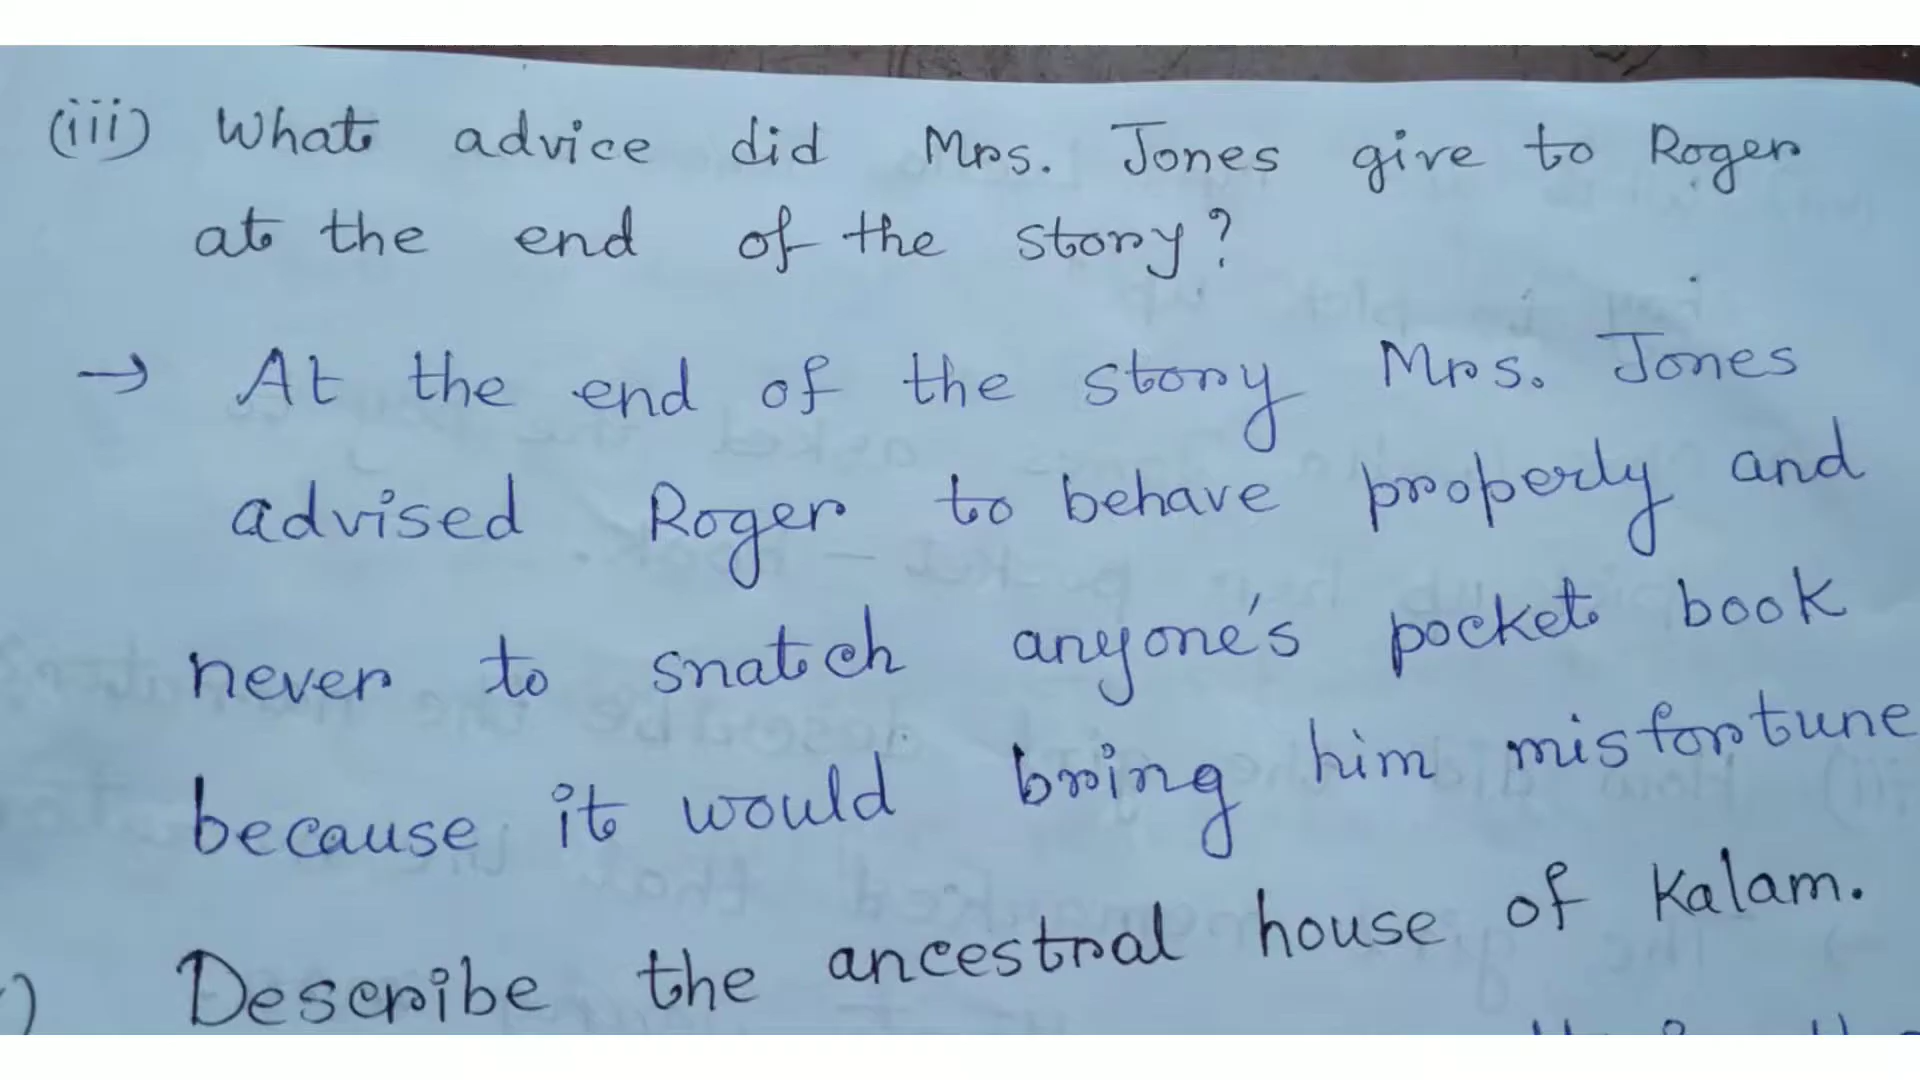 (iii) What advice did Mrs. Jones give to Roger
at the end of the story?
→ At the end of the story Mrs. Jones
advised Roger to behave properly and
never to snatch anyone's pocket book
because it would bring him misfortune
Describe the ancestral house of Kalam.